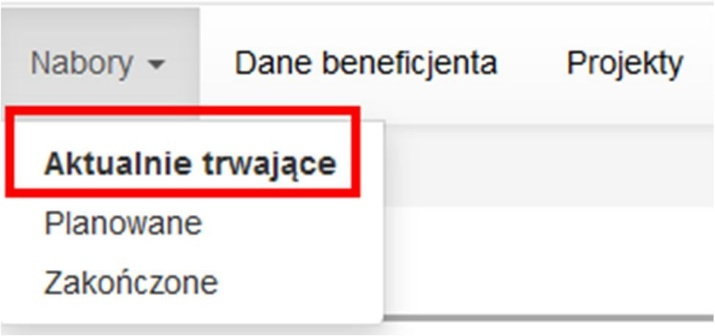 Nabory Dane beneficjenta Projekty
Aktualnie trwające
Planowane
Zakończone